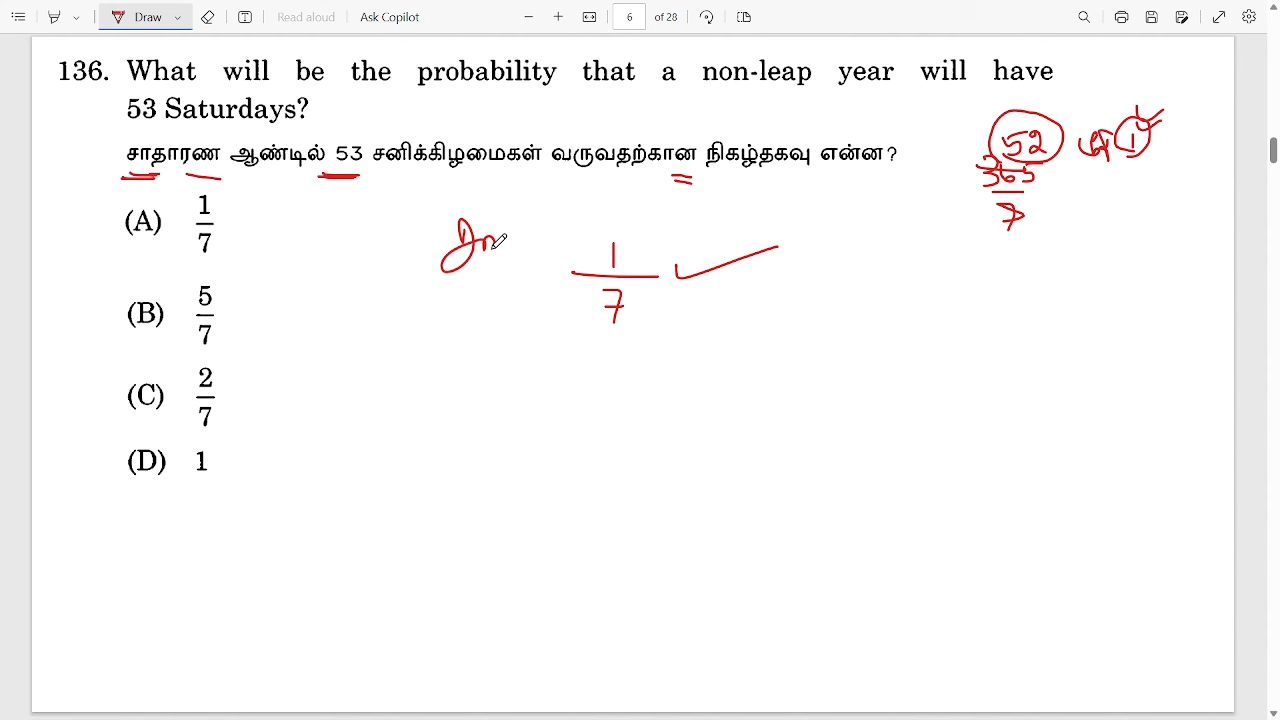 Draw
Read aloud
Ask Copilot
6
of 28
136. What will be the probability that a non-leap year will have
53 Saturdays?
சாதாரண ஆண்டில் 53 சனிக்கிழமைகள் வருவதற்கான நிகழ்தகவு என்ன?
52
1
365
7
(A) 1/7
1
7
(B) 5/7
(C) 2/7
(D) 1